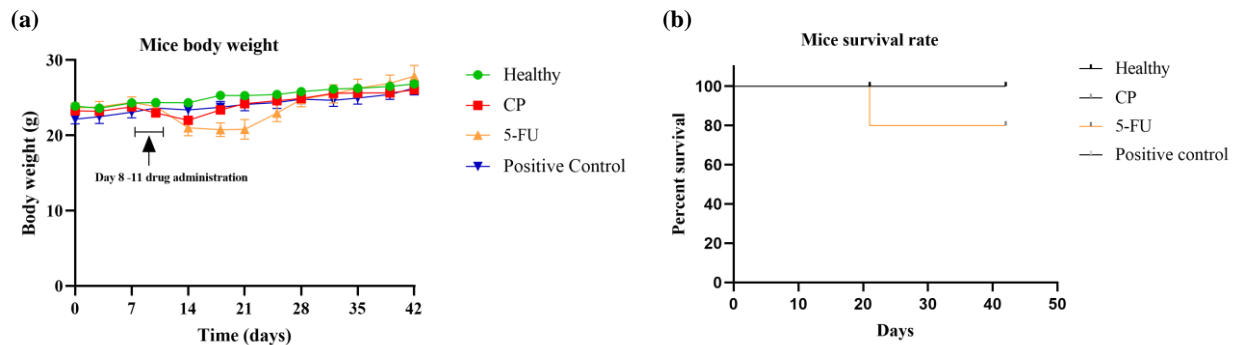 (a)
Mice body weight
30
20
10
0
Body weight (g)
0 7 14 21 28 35 42
Time (days)
Day 8 -11 drug administration
Healthy
CP
5-FU
Positive Control
(b)
Mice survival rate
100
80
60
40
20
0
Percent survival
0 10 20 30 40 50
Days
Healthy
CP
5-FU
Positive control